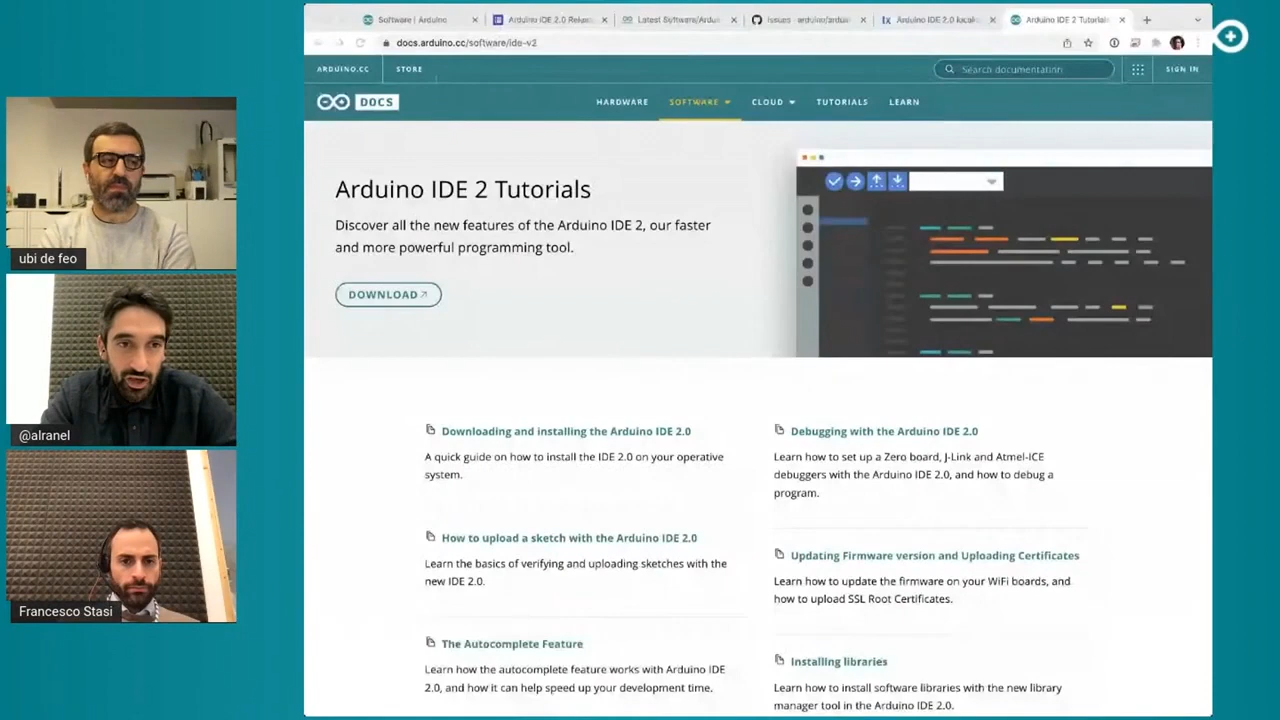 Software | Arduino
Arduino IDE 2.0 Releas
Latest Software/Ardui
Issues · arduino/ardui
Arduino IDE 2.0 local
Arduino IDE 2 Tutorials
docs.arduino.cc/software/ide-v2
ARDUINO.CC
STORE
Search documentation
SIGN IN
DOCS
HARDWARE
SOFTWARE
CLOUD
TUTORIALS
LEARN
Arduino IDE 2 Tutorials
Discover all the new features of the Arduino IDE 2, our faster
and more powerful programming tool.
DOWNLOAD
ubi de feo
@alranel
Francesco Stasi
Downloading and installing the Arduino IDE 2.0
A quick guide on how to install the IDE 2.0 on your operative
system.
How to upload a sketch with the Arduino IDE 2.0
Learn the basics of verifying and uploading sketches with the
new IDE 2.0.
The Autocomplete Feature
Learn how the autocomplete feature works with Arduino IDE
2.0, and how it can help speed up your development time.
Debugging with the Arduino IDE 2.0
Learn how to set up a Zero board, J-Link and Atmel-ICE
debuggers with the Arduino IDE 2.0, and how to debug a
program.
Updating Firmware version and Uploading Certificates
Learn how to update the firmware on your WiFi boards, and
how to upload SSL Root Certificates.
Installing libraries
Learn how to install software libraries with the new library
manager tool in the Arduino IDE 2.0.